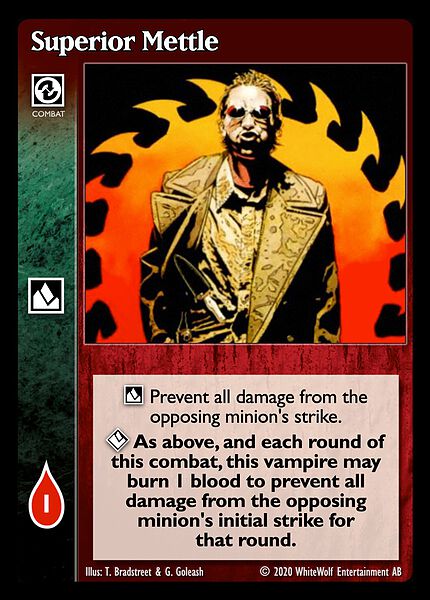 Superior Mettle
COMBAT
Prevent all damage from the
opposing minion's strike.
As above, and each round of
this combat, this vampire may
burn 1 blood to prevent all
damage from the opposing
minion's initial strike for
that round.
1
Illus: T. Bradstreet & G. Goleash © 2020 WhiteWolf Entertainment AB